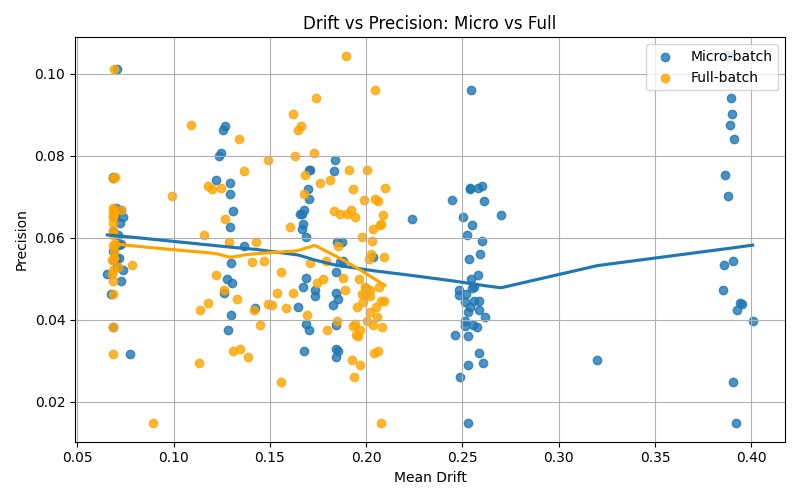 Drift vs Precision: Micro vs Full
Micro-batch
Full-batch
Precision
0.10
0.08
0.06
0.04
0.02
0.05
0.10
0.15
0.20
0.25
0.30
0.35
0.40
Mean Drift